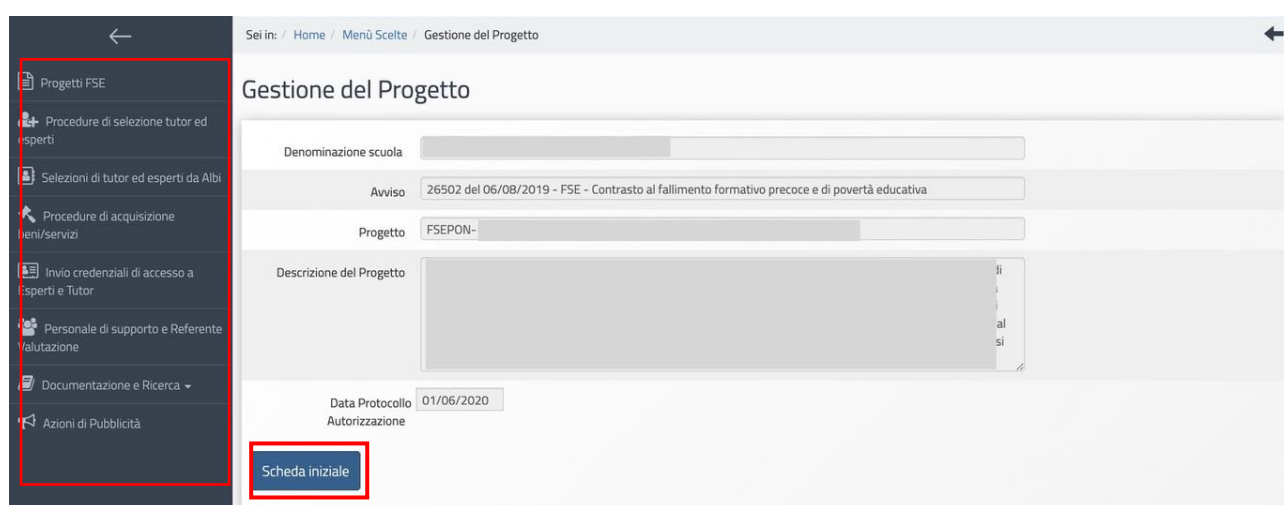 Sei in: / Home / Menù Scelte / Gestione del Progetto
Progetti FSE
Procedure di selezione tutor ed
esperti
Selezioni di tutor ed esperti da Albi
Procedure di acquisizione
beni/servizi
Invio credenziali di accesso a
Esperti e Tutor
Personale di supporto e Referente
Valutazione
Documentazione e Ricerca
Azioni di Pubblicità
Gestione del Progetto
Denominazione scuola
Avviso 26502 del 06/08/2019 - FSE - Contrasto al fallimento formativo precoce e di povertà educativa
Progetto FSEPON-
Descrizione del Progetto di
al
si
Data Protocollo 01/06/2020
Autorizzazione
Scheda iniziale